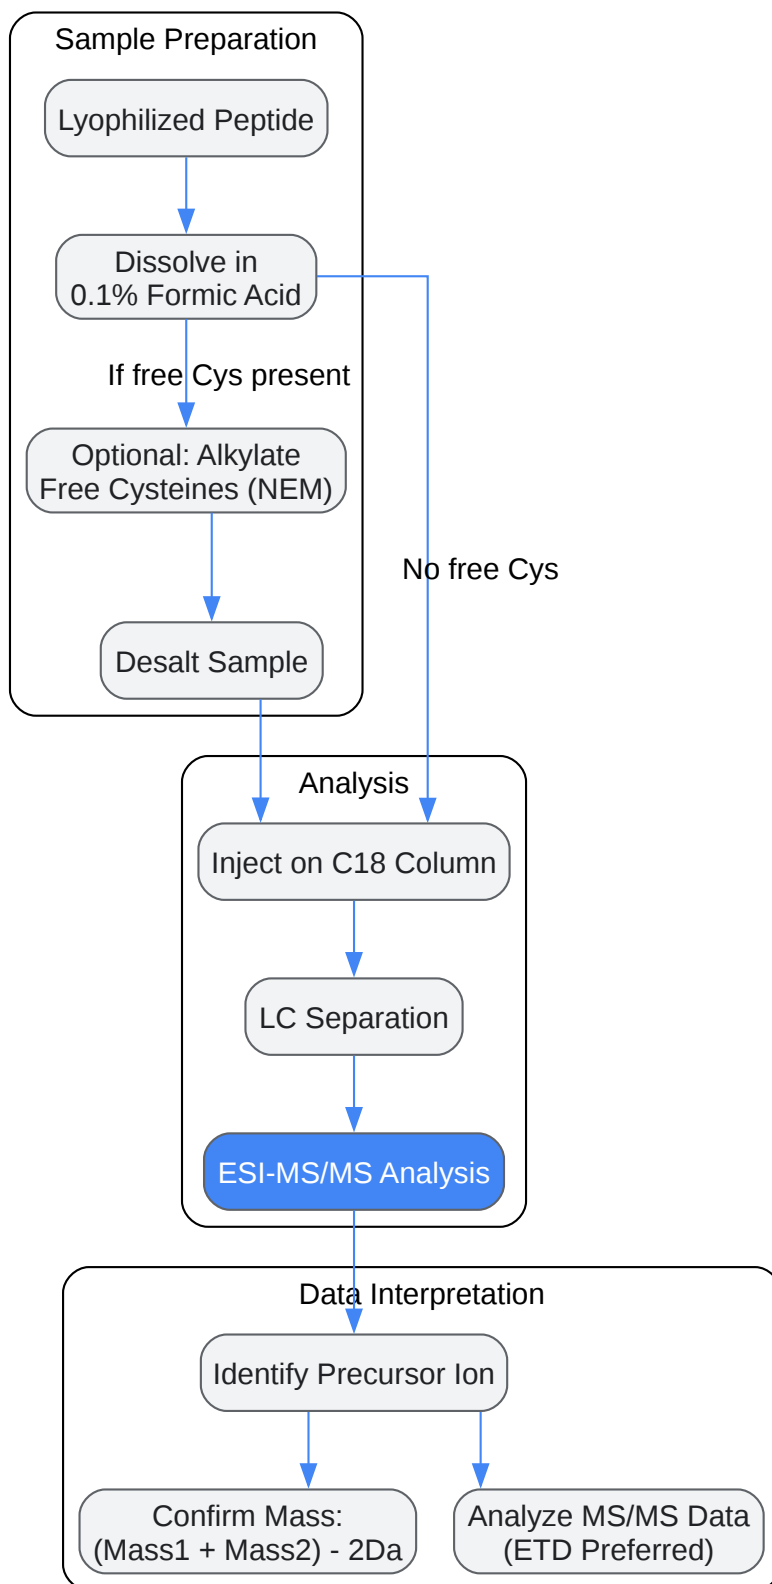 Sample Preparation
Lyophilized Peptide
Dissolve in
0.1% Formic Acid
If free Cys present
Optional: Alkylate
Free Cysteines (NEM)
No free Cys
Desalt Sample
Analysis
Inject on C18 Column
LC Separation
ESI-MS/MS Analysis
Data Interpretation
Identify Precursor Ion
Confirm Mass:
(Mass1 + Mass2) - 2Da
Analyze MS/MS Data
(ETD Preferred)